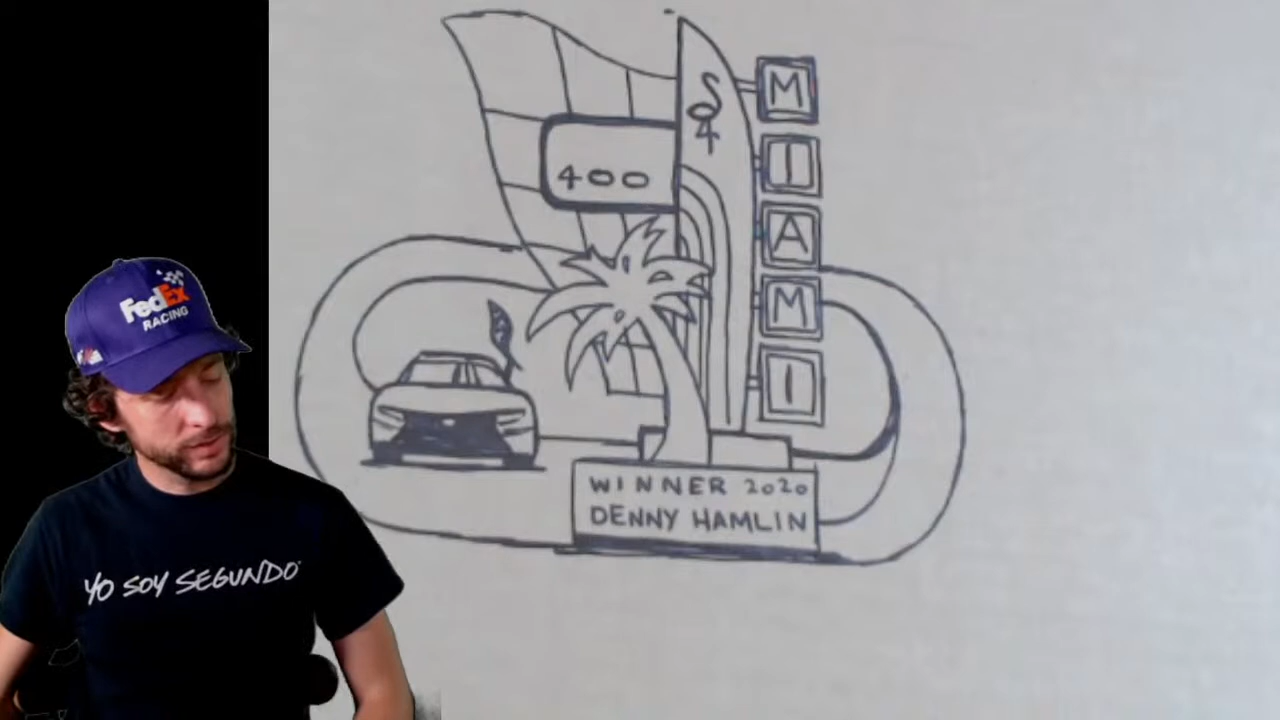 FedEx
RACING
YO SOY SEGUNDO
400
MIAMI
WINNER 2020
DENNY HAMLIN